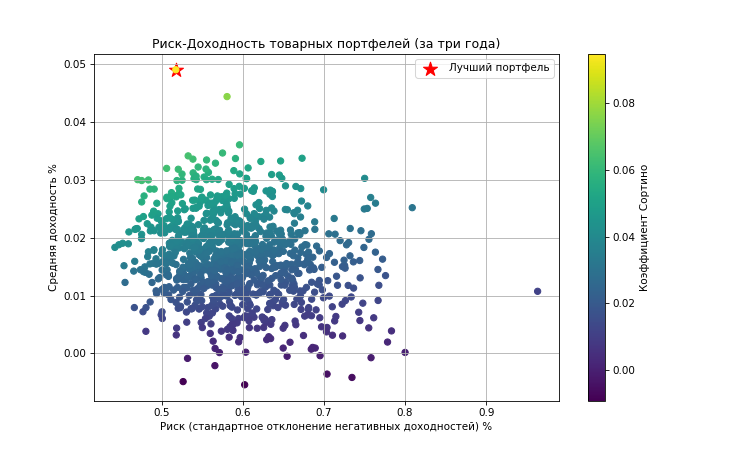 Риск-Доходность товарных портфелей (за три года)
Лучший портфель
0.05
0.04
0.03
0.02
0.01
0.00
Средняя доходность %
0.5 0.6 0.7 0.8 0.9
Риск (стандартное отклонение негативных доходностей) %
0.08
0.06
0.04
0.02
0.00
Коэффициент Сортино